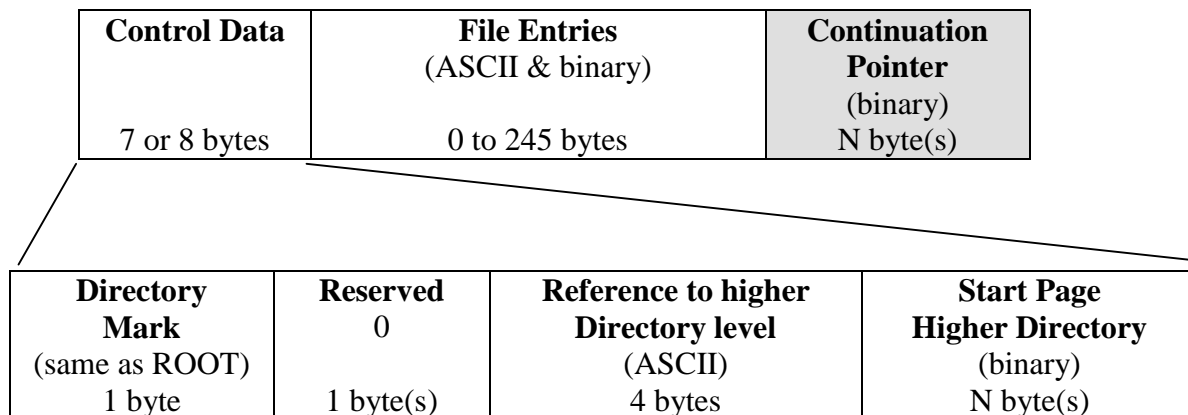 Control Data
7 or 8 bytes
File Entries
(ASCII & binary)
0 to 245 bytes
Continuation
Pointer
(binary)
N byte(s)
Directory
Mark
(same as ROOT)
1 byte
Reserved
0
1 byte(s)
Reference to higher
Directory level
(ASCII)
4 bytes
Start Page
Higher Directory
(binary)
N byte(s)